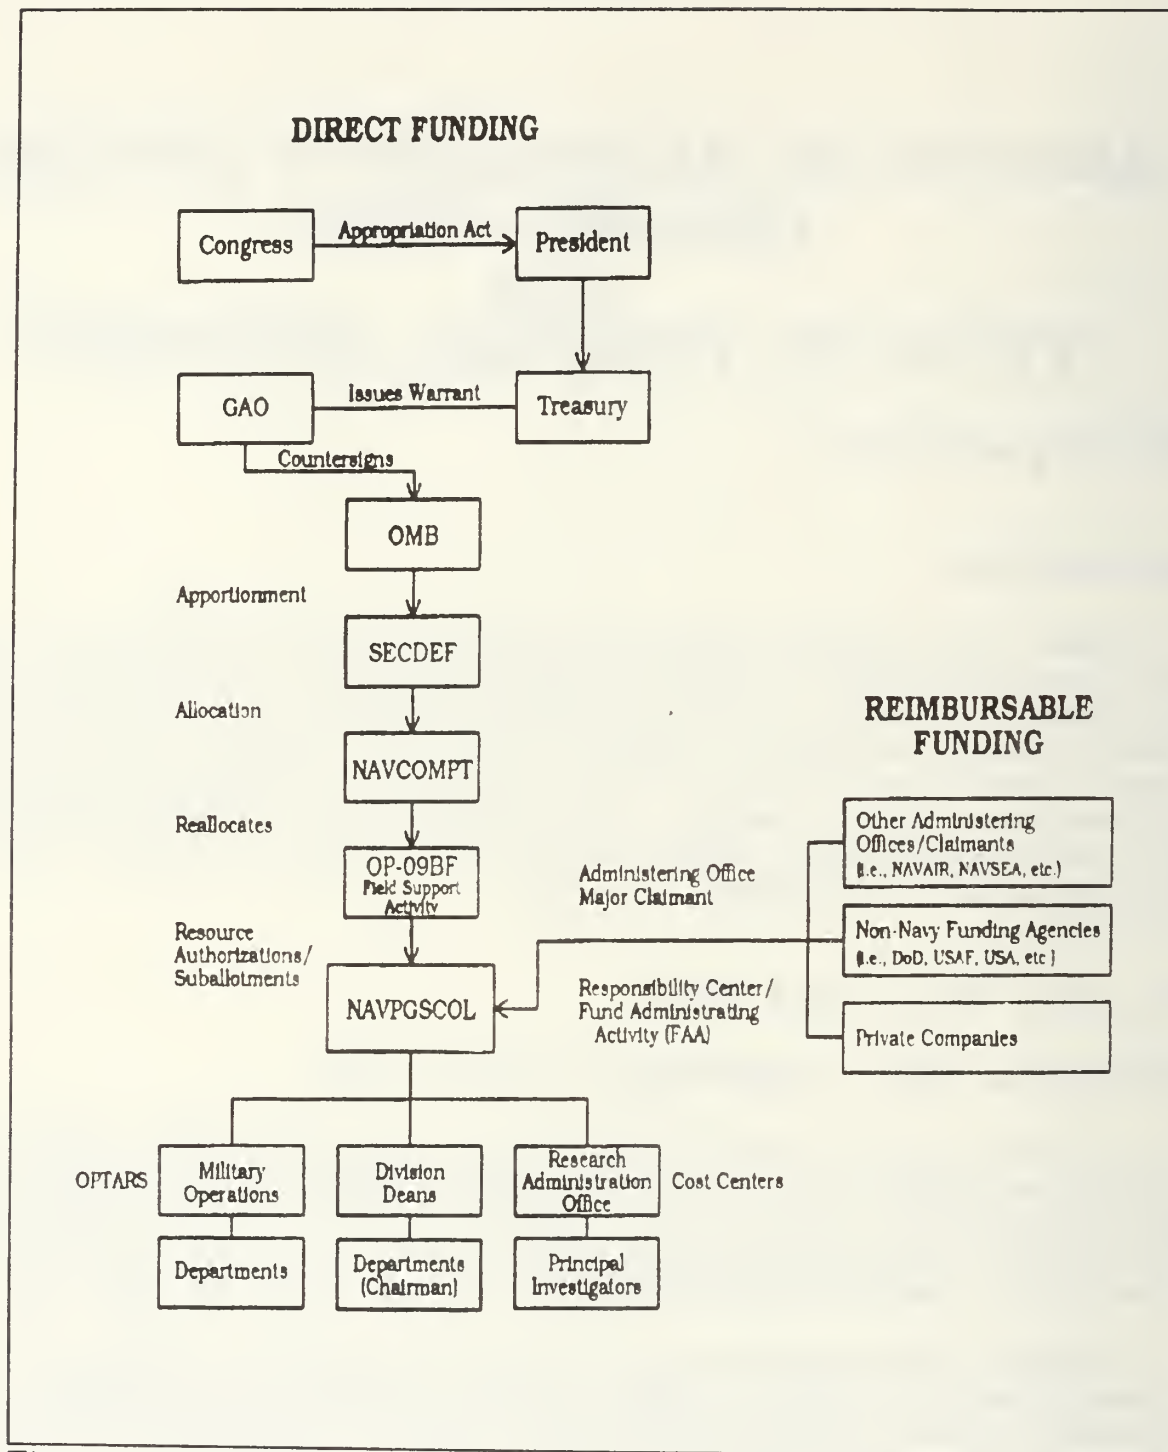 DIRECT FUNDING
Congress
Appropriation Act
President
GAO
Issues Warrant
Treasury
Countersigns
OMB
Apportionment
SECDEF
Allocation
NAVCOMPT
Reallocates
OP-09BF
Field Support
Activity
Resource
Authorizations/
Suballotments
NAVPGSCOL
REIMBURSABLE
FUNDING
Other Administering
Offices/Claimants
(i.e., NAVAIR, NAVSEA, etc.)
Administering Office
Major Claimant
Non-Navy Funding Agencies
(i.e., DoD, USAF, USA, etc.)
Responsibility Center/
Fund Administrating
Activity (FAA)
Private Companies
OPTARS
Military
Operations
Division
Deans
Research
Administration
Office
Cost Centers
Departments
Departments
(Chairman)
Principal
Investigators